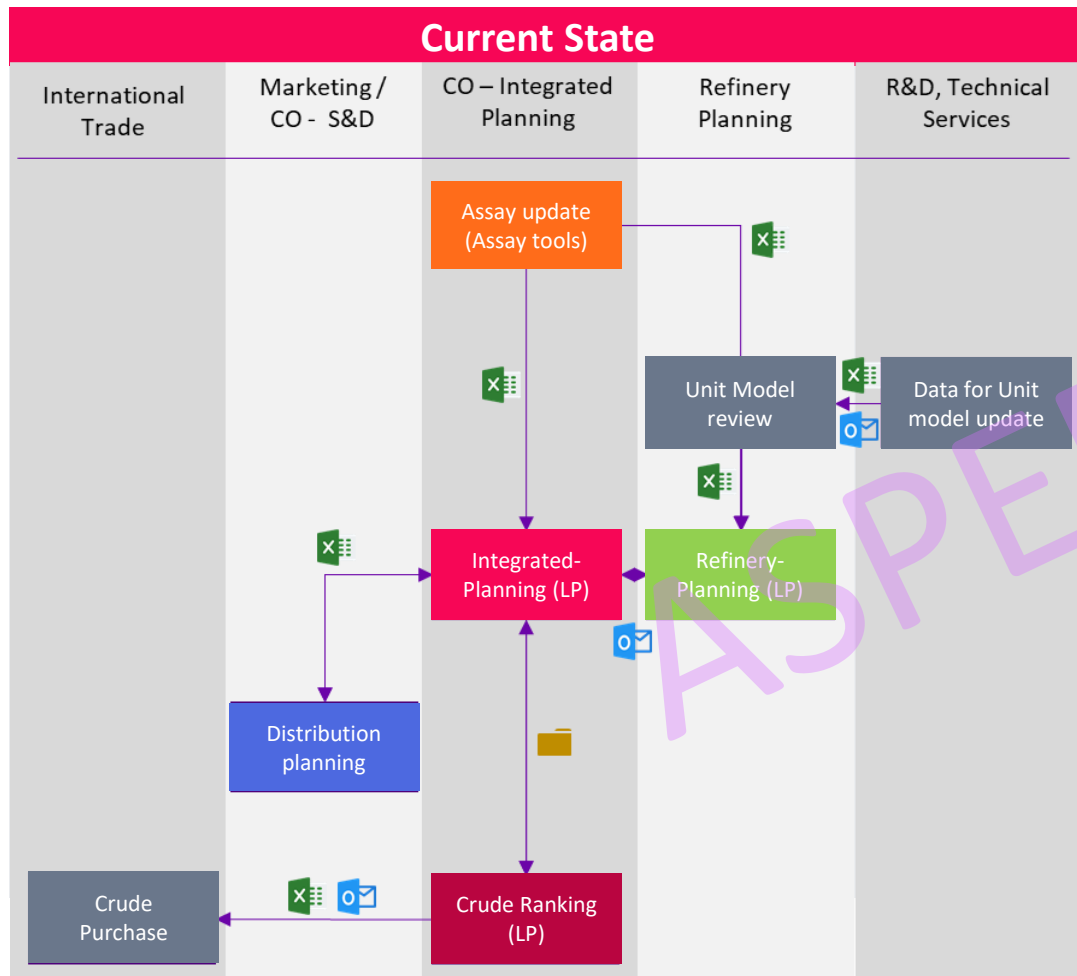 Current State
International
Trade
Marketing /
CO - S&D
CO – Integrated
Planning
Refinery
Planning
R&D, Technical
Services
Assay update
(Assay tools)
Unit Model
review
Data for Unit
model update
Integrated-
Planning (LP)
Refinery-
Planning (LP)
Distribution
planning
Crude
Purchase
Crude Ranking
(LP)